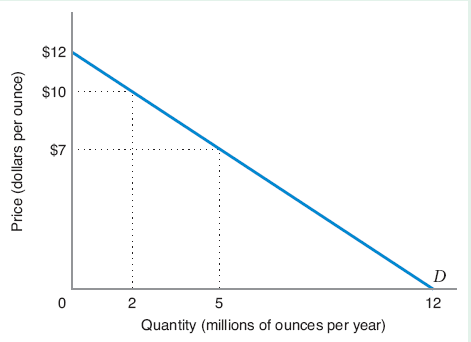 Price (dollars per ounce)
$12
$10
$7
D
0 2 5 12
Quantity (millions of ounces per year)